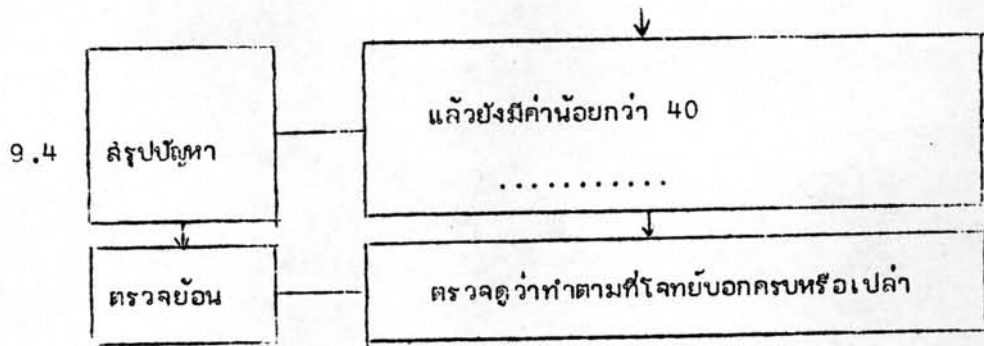 แล้วยังมีค่าน้อยกว่า 40
9.4 สรุปปัญหา
...........
ตรวจย้อน
ตรวจดูว่าทำตามที่โจทย์บอกครบหรือเปล่า